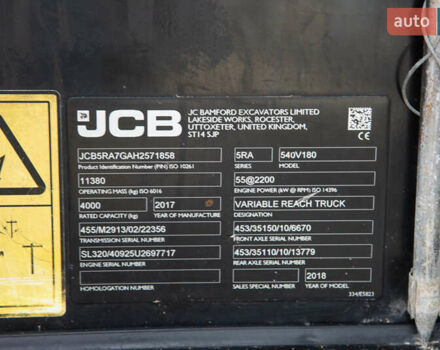 auto
JCB
JC BAMFORD EXCAVATORS LIMITED
LAKESIDE WORKS, ROCESTER,
UTTOXETER, UNITED KINGDOM,
ST14 5JP
JCB5RA7GAH2571858
Product Identification Number (PIN) ISO 10261
5RA
540V180
SERIES
MODEL
11380
OPERATING MASS (kg) ISO 6016
55@2200
ENGINE POWER (kW @ RPM) ISO 14396
4000
2017
RATED CAPACITY (kg)
YEAR OF MANUFACTURE
VARIABLE REACH TRUCK
DESIGNATION
455/M2913/02/22356
TRANSMISSION SERIAL NUMBER
453/35150/10/6670
FRONT AXLE SERIAL NUMBER
SL320/40925U2697717
ENGINE SERIAL NUMBER
453/35110/10/13779
REAR AXLE SERIAL NUMBER
2018
HOMOLOGATION NUMBER
SALES SPECIAL NUMBER
YEAR OF MODEL
334/E5823